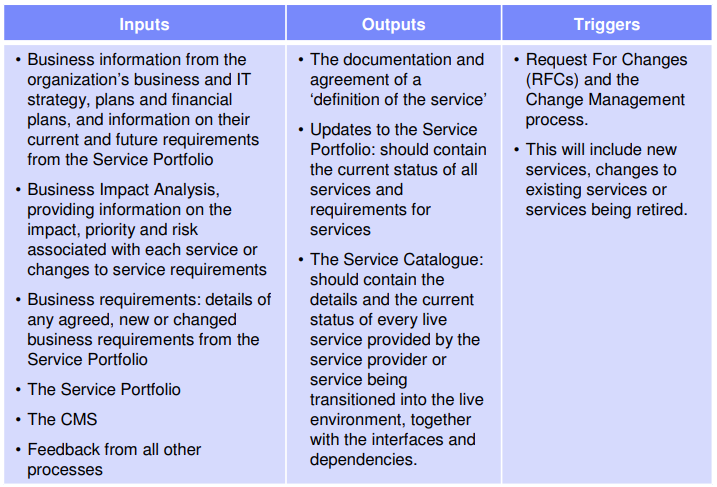 Inputs
Outputs
Triggers
• Business information from the
organization's business and IT
strategy, plans and financial
plans, and information on their
current and future requirements
from the Service Portfolio
• Business Impact Analysis,
providing information on the
impact, priority and risk
associated with each service or
changes to service requirements
• Business requirements: details of
any agreed, new or changed
business requirements from the
Service Portfolio
• The Service Portfolio
• The CMS
• Feedback from all other
processes
• The documentation and
agreement of a
‘definition of the service’
• Updates to the Service
Portfolio: should contain
the current status of all
services and
requirements for
services
• The Service Catalogue:
should contain the
details and the current
status of every live
service provided by the
service provider or
service being
transitioned into the live
environment, together
with the interfaces and
dependencies.
• Request For Changes
(RFCs) and the
Change Management
process.
• This will include new
services, changes to
existing services or
services being retired.